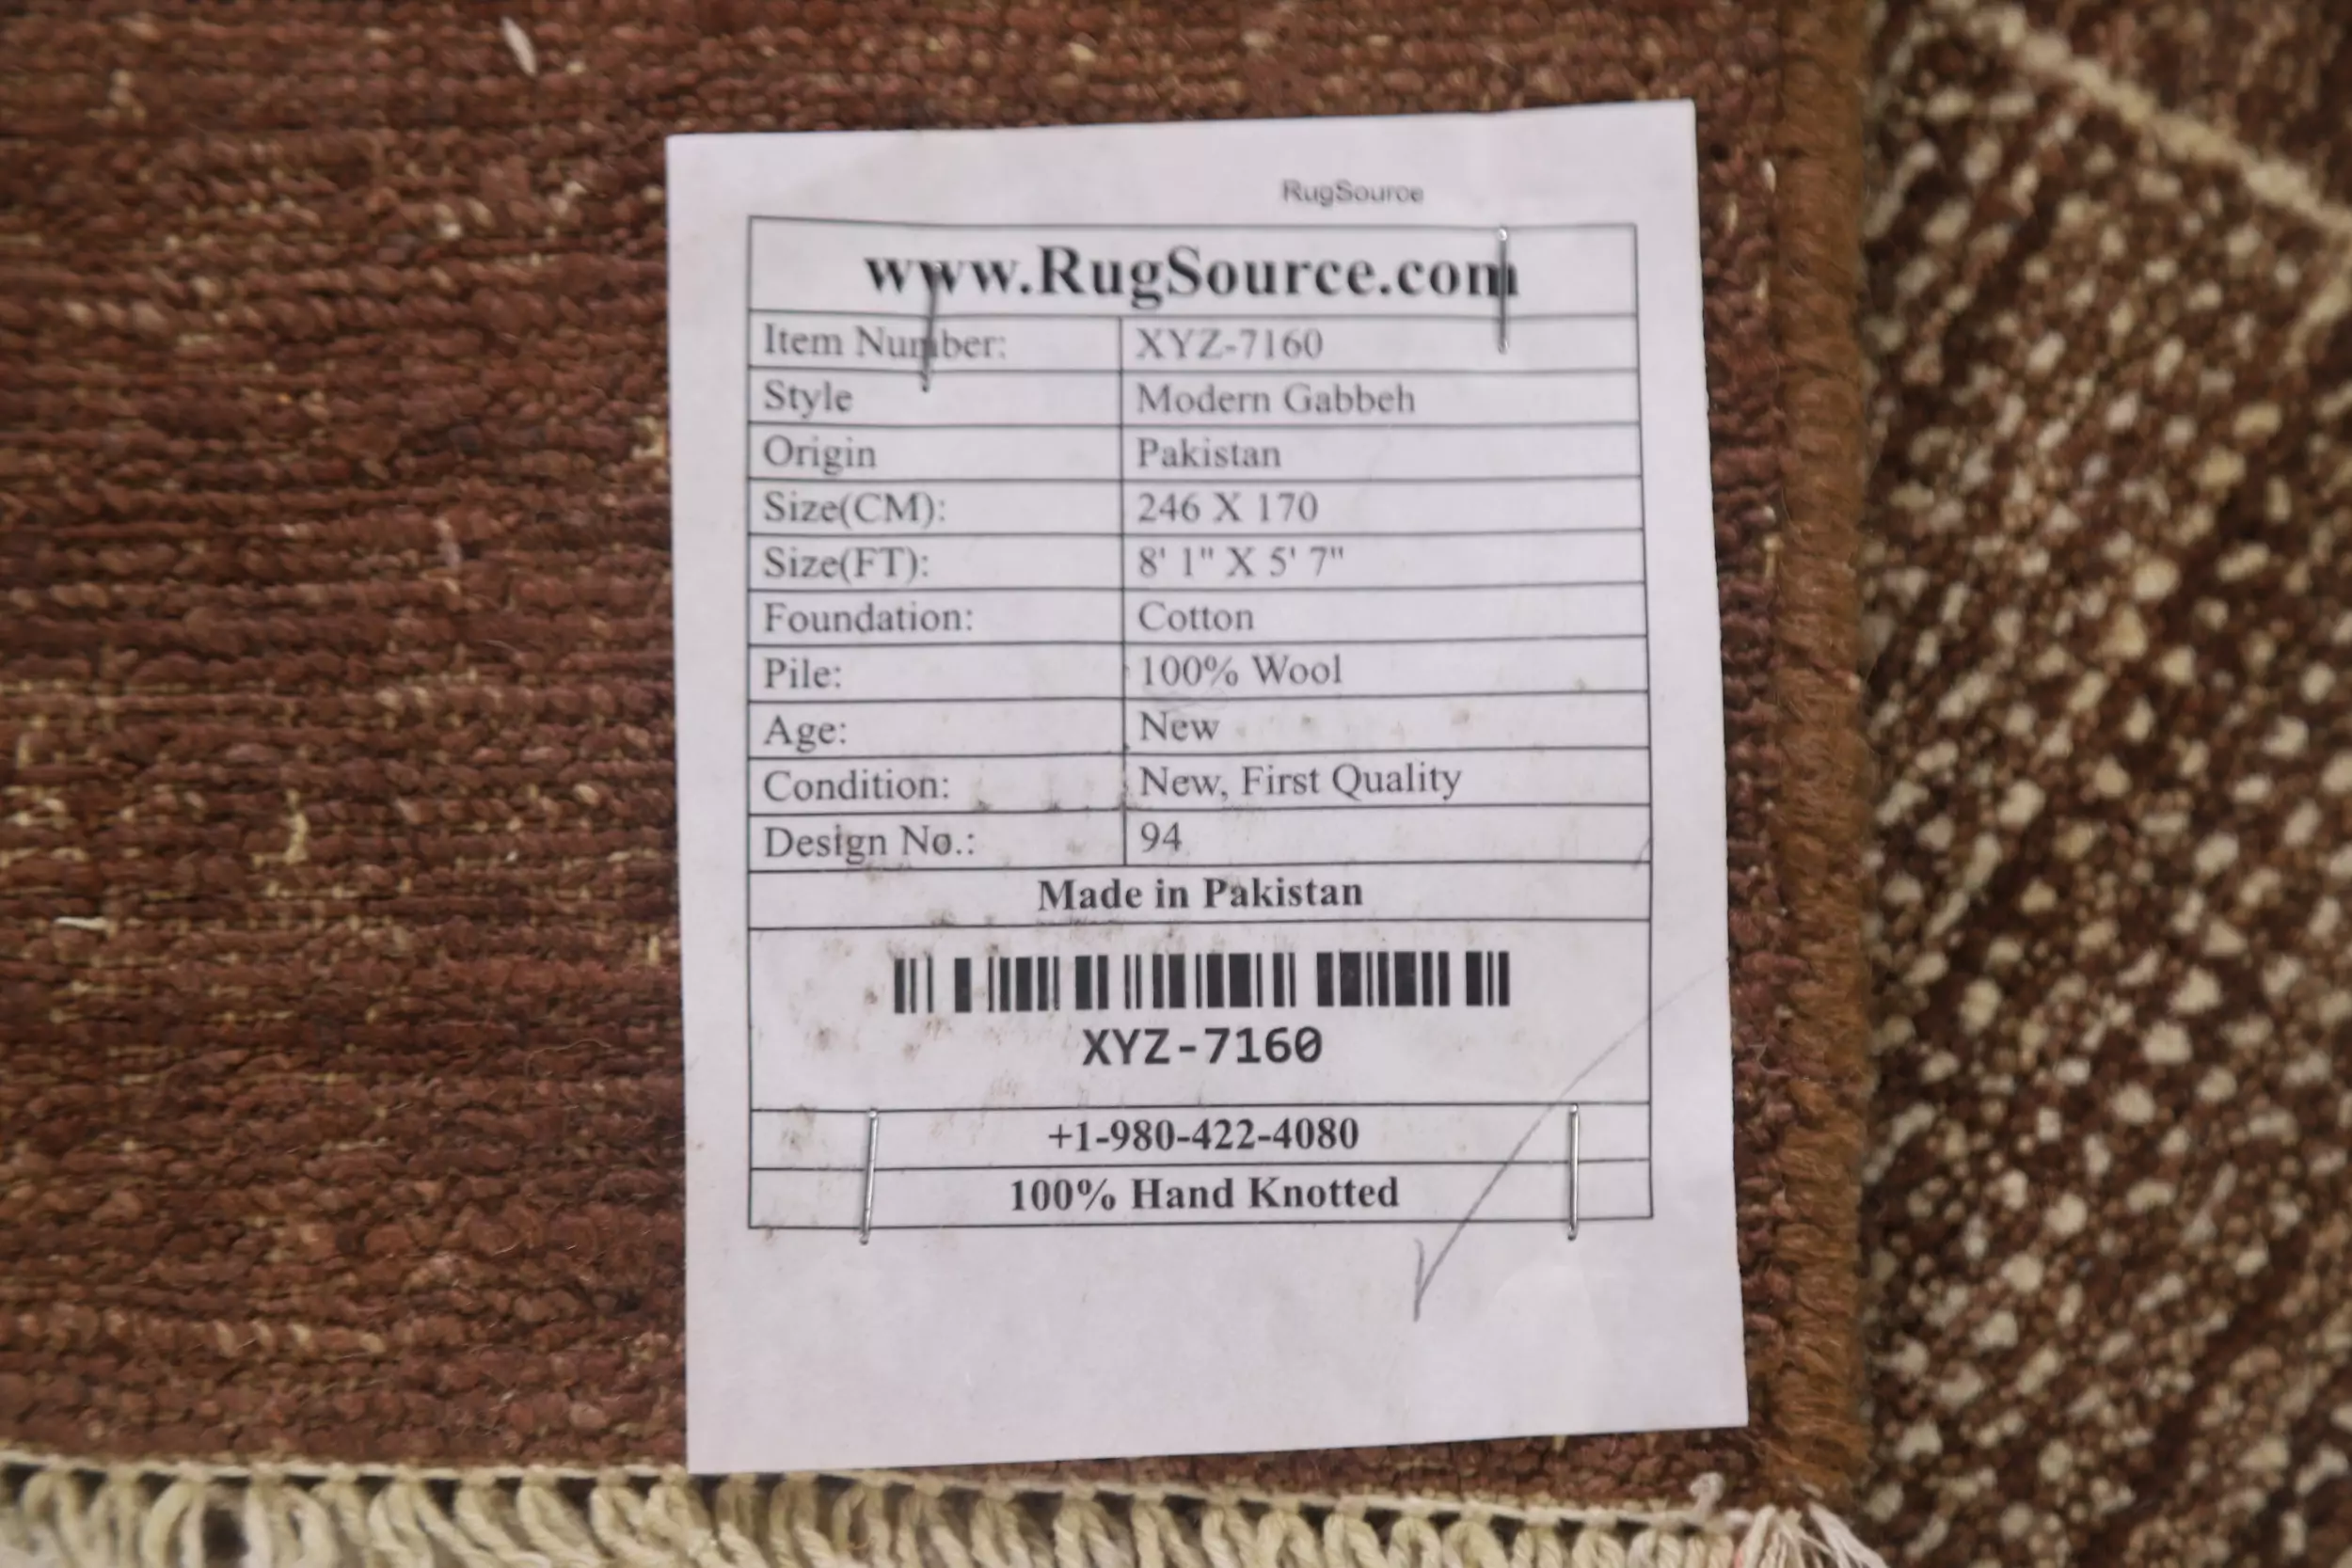 RugSource
www.RugSource.com
Item Number: XYZ-7160
Style Modern Gabbeh
Origin Pakistan
Size(CM): 246 X 170
Size(FT): 8' 1" X 5' 7"
Foundation: Cotton
Pile: 100% Wool
Age: New
Condition: New, First Quality
Design No.: 94
Made in Pakistan
XYZ-7160
+1-980-422-4080
100% Hand Knotted